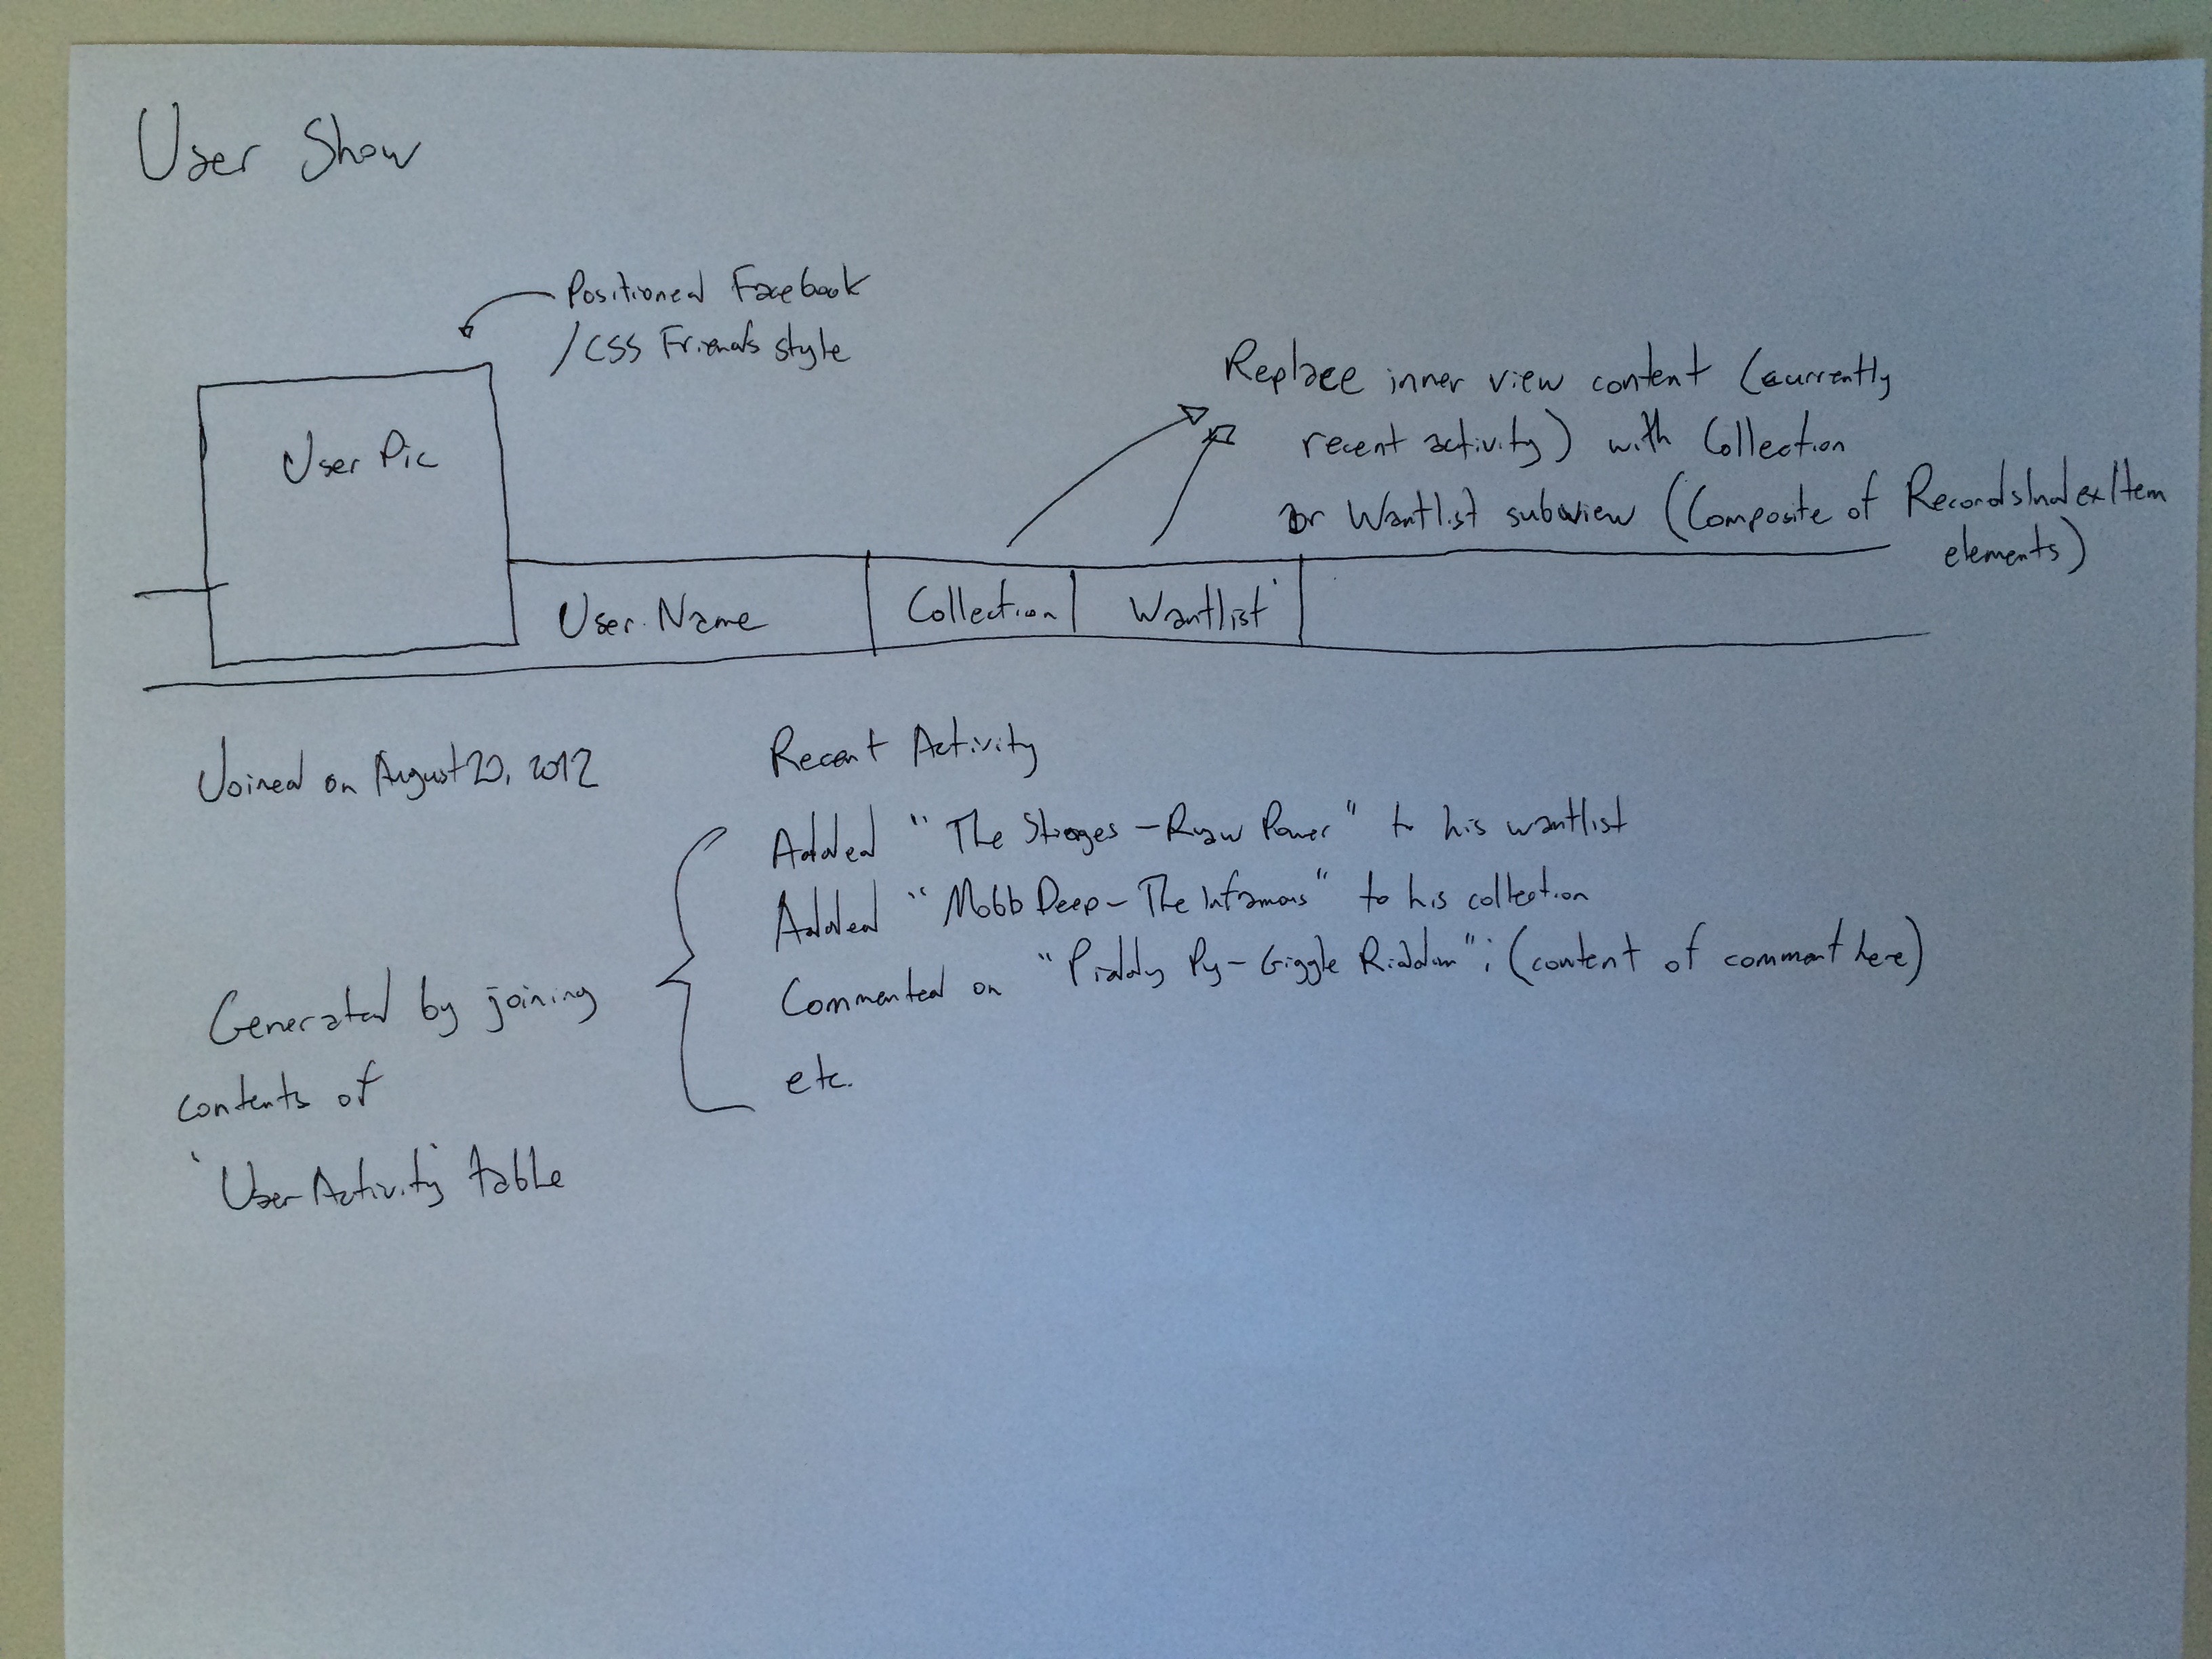 User Show
Positioned Facebook
/CSS Friends style
Replace inner view content (currently
recent activity) with Collection
or Wantlist subview (Composite of RecordsIndexItem
elements)
User Pic
User Name
Collection
Wantlist
Joined on August 20, 2012
Recent Activity
Added "The Stooges - Raw Power" to his wantlist
Added "Mobb Deep - The Infamous" to his collection
Commented on "Piddy Py - Giggle Riddim": (content of comment here)
etc.
Generated by joining
contents of
'UserActivity' table